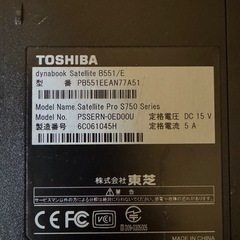 TOSHIBA
dynabook Satellite B551/E
型番 PB551EEAN77A51
Model Name.Satellite Pro S750 Series
Model No. PSSERN-0ED00U 定格電圧 DC 15 V
製造番号 6C061045H 定格電流 5 A
株式会社 東芝
VCCI
MADE IN CHINA